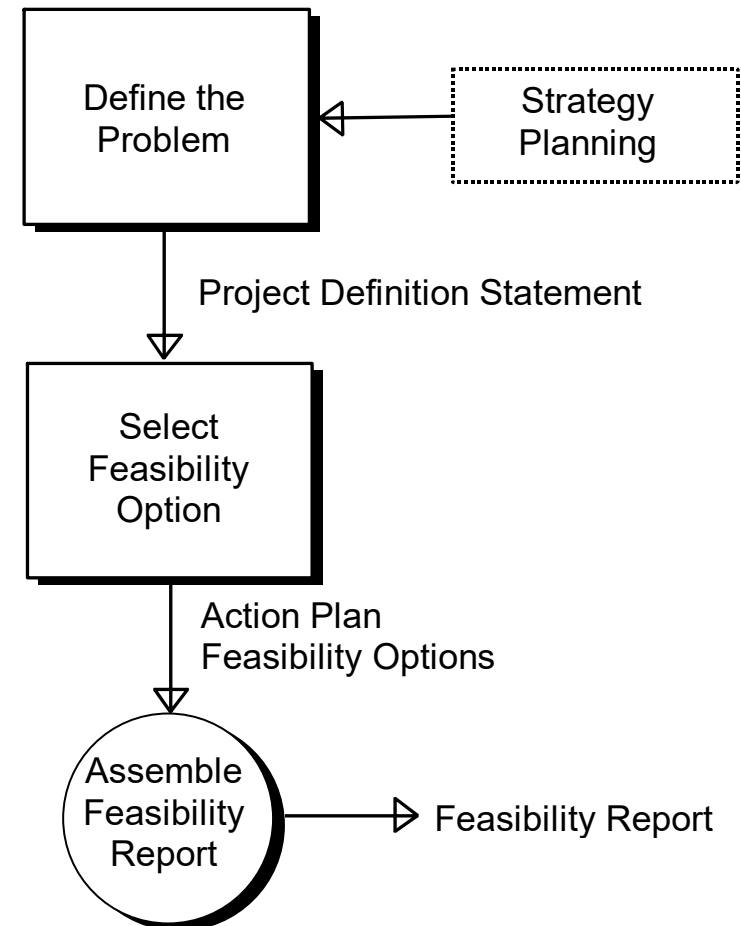 Define the
Problem
Strategy
Planning
Project Definition Statement
Select
Feasibility
Option
Action Plan
Feasibility Options
Assemble
Feasibility
Report
Feasibility Report